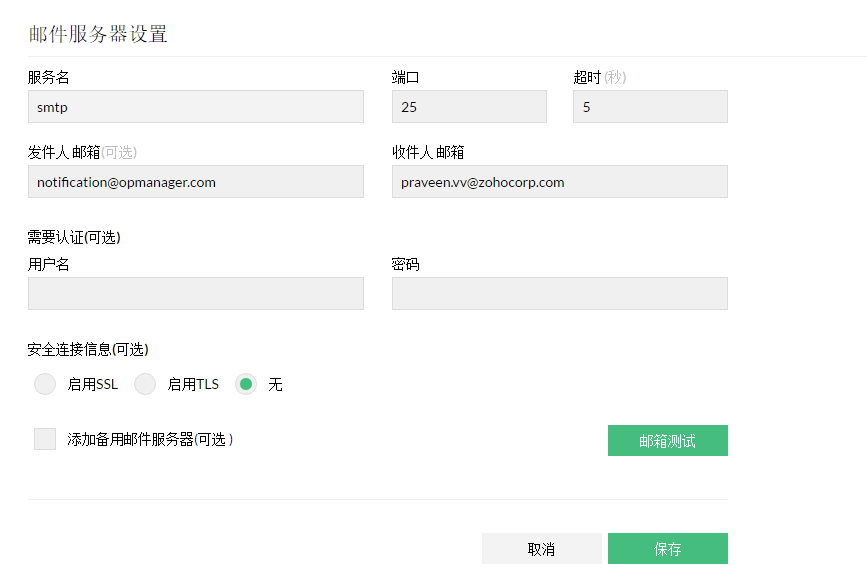 邮件服务器设置
服务名 端口 超时 (秒)
smtp 25 5
发件人 邮箱(可选) 收件人 邮箱
notification@opmanager.com praveen.vv@zohocorp.com
需要认证(可选)
用户名 密码
安全连接信息(可选)
启用SSL 启用TLS 无
添加备用邮件服务器(可选 ) 邮箱测试
取消 保存